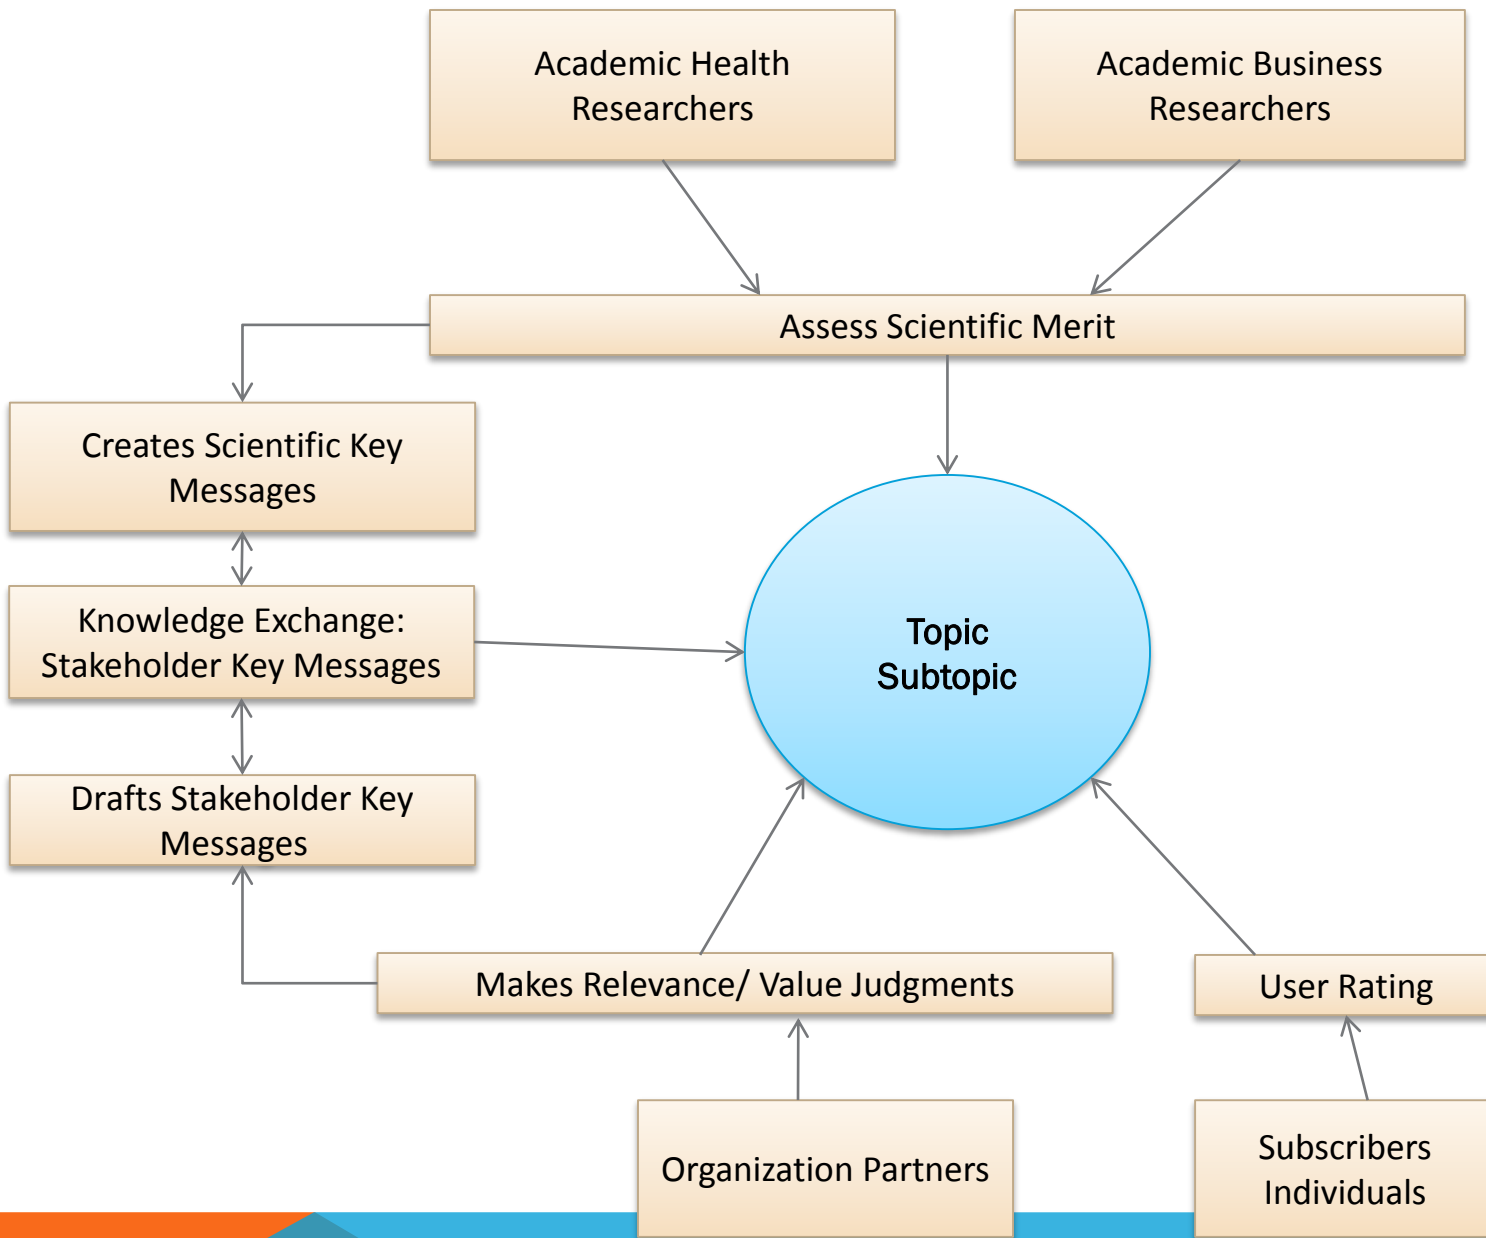 Academic Health
Researchers
Academic Business
Researchers
Assess Scientific Merit
Creates Scientific Key
Messages
Knowledge Exchange:
Stakeholder Key Messages
Topic
Subtopic
Drafts Stakeholder Key
Messages
Makes Relevance/ Value Judgments
User Rating
Organization Partners
Subscribers
Individuals